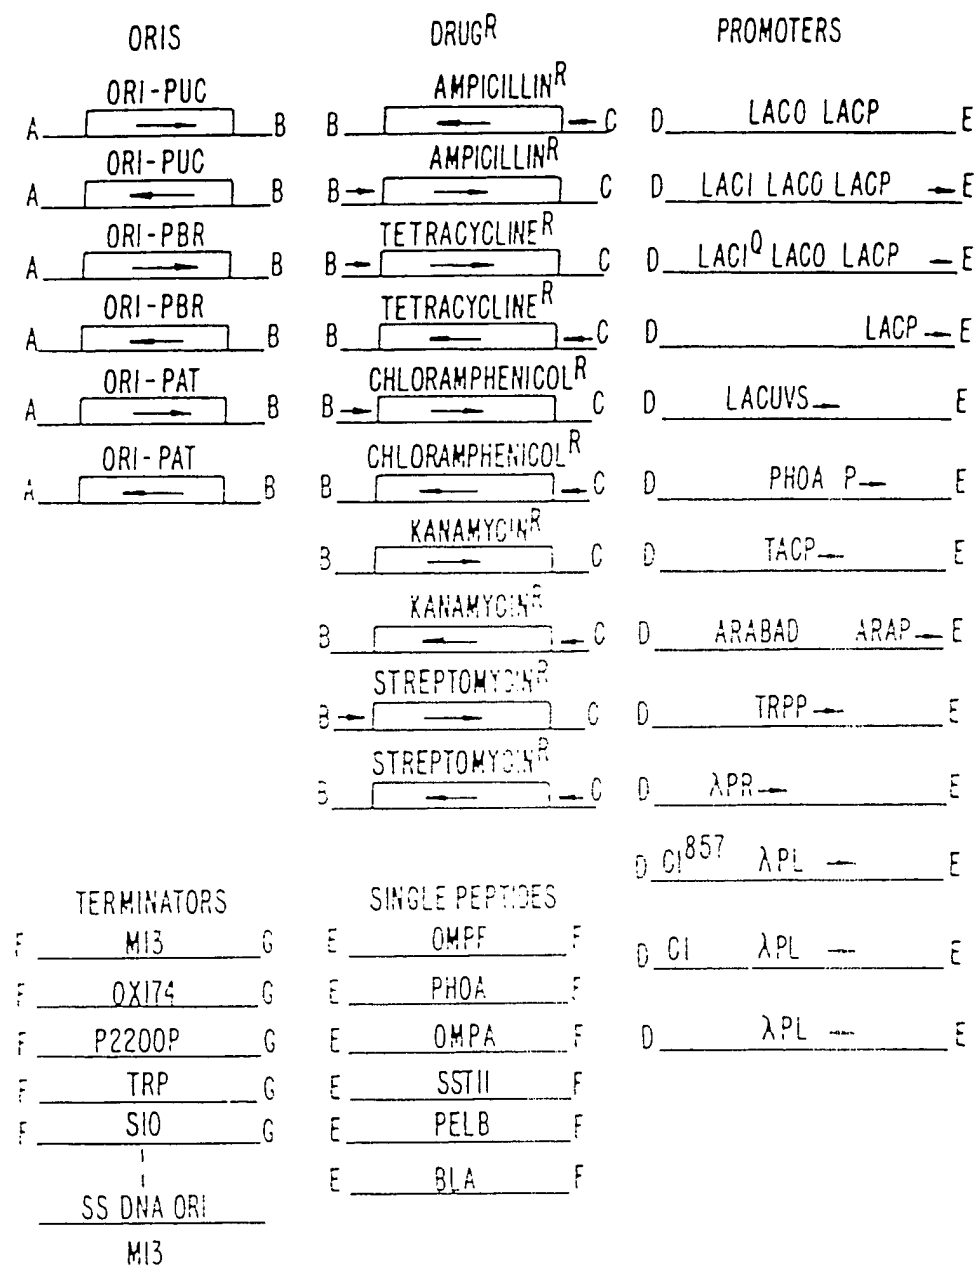 ORIS
ORI-PUC
A B
ORI-PUC
A B
ORI-PBR
A B
ORI-PBR
A B
ORI-PAT
A B
ORI-PAT
A B
DRUGR
AMPICILLINR
B C
AMPICILLINR
B C
TETRACYCLINER
B C
TETRACYCLINER
B C
CHLORAMPHENICOLR
B C
CHLORAMPHENICOLR
B C
KANAMYCINR
B C
KANAMYCINR
B C
STREPTOMYCINR
B C
STREPTOMYCINR
B C
PROMOTERS
D LACO LACP E
D LACI LACO LACP E
D LACIQ LACO LACP E
D LACP E
D LACUVS E
D PHOA P E
D TACP E
D ARABAD ARAP E
D TRPP E
D λPR E
D CI857 λPL E
D CI λPL E
D λPL E
TERMINATORS
F M13 G
F OX174 G
F P2200P G
F TRP G
F S10 G
SS DNA ORI
M13
SINGLE PEPTIDES
E OMPF F
E PHOA F
E OMPA F
E SSTII F
E PELB F
E BLA F